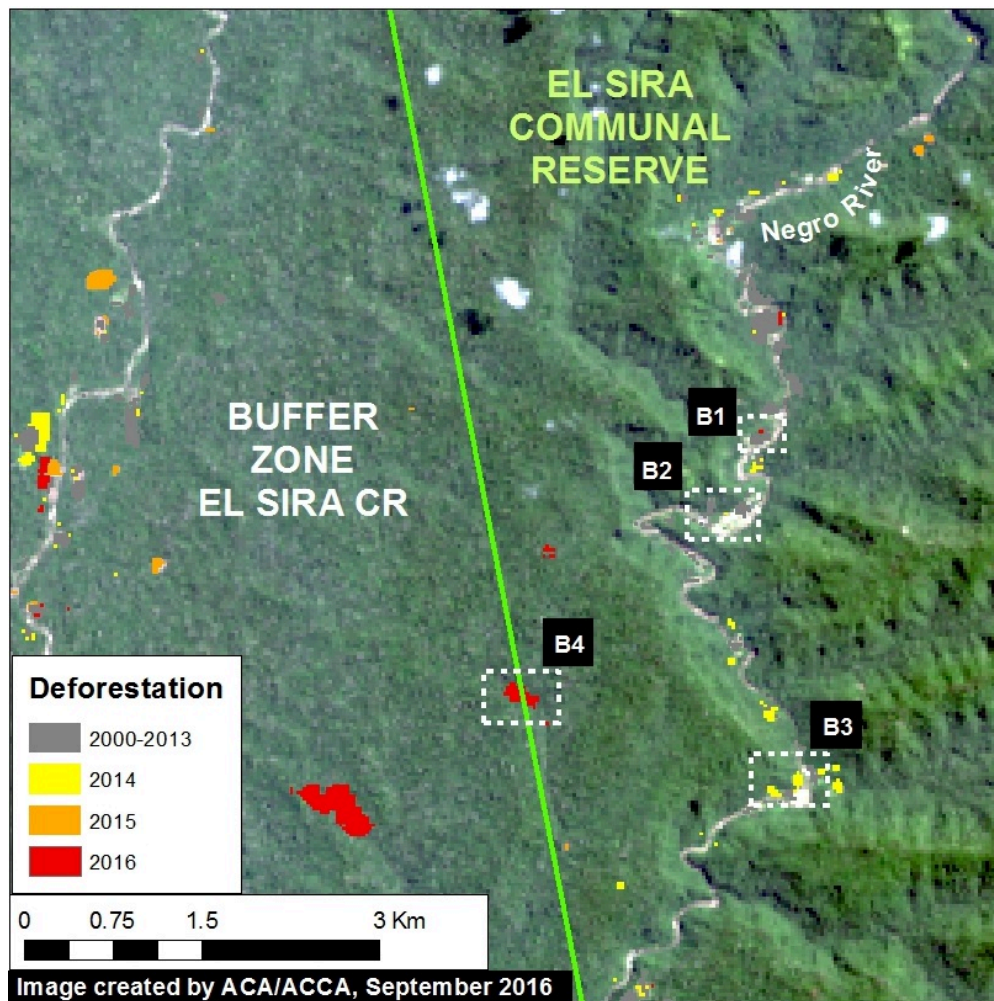 EL SIRA
COMMUNAL
RESERVE
Negro River
B1
BUFFER
ZONE
EL SIRA CR
B2
B4
B3
Deforestation
2000-2013
2014
2015
2016
0 0.75 1.5 3 Km
Image created by ACA/ACCA, September 2016